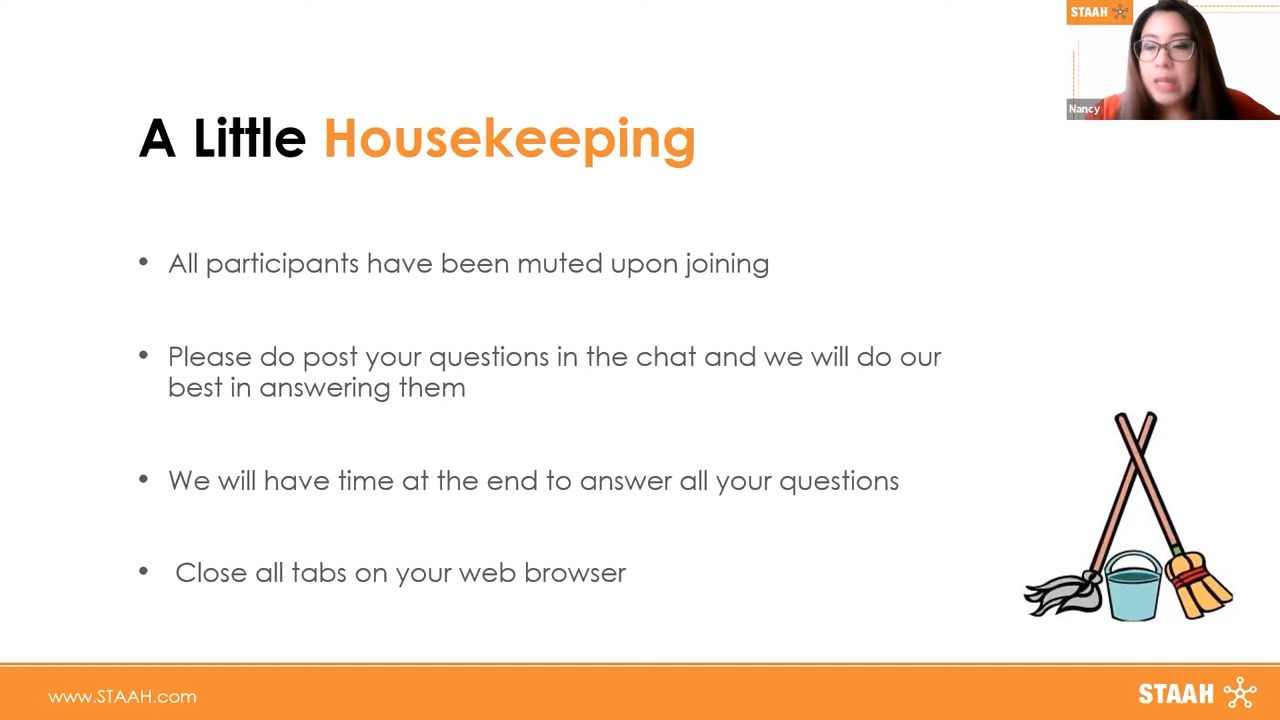 STAAH
Nancy
A Little Housekeeping
• All participants have been muted upon joining
• Please do post your questions in the chat and we will do our
best in answering them
• We will have time at the end to answer all your questions
• Close all tabs on your web browser
www.STAAH.com
STAAH